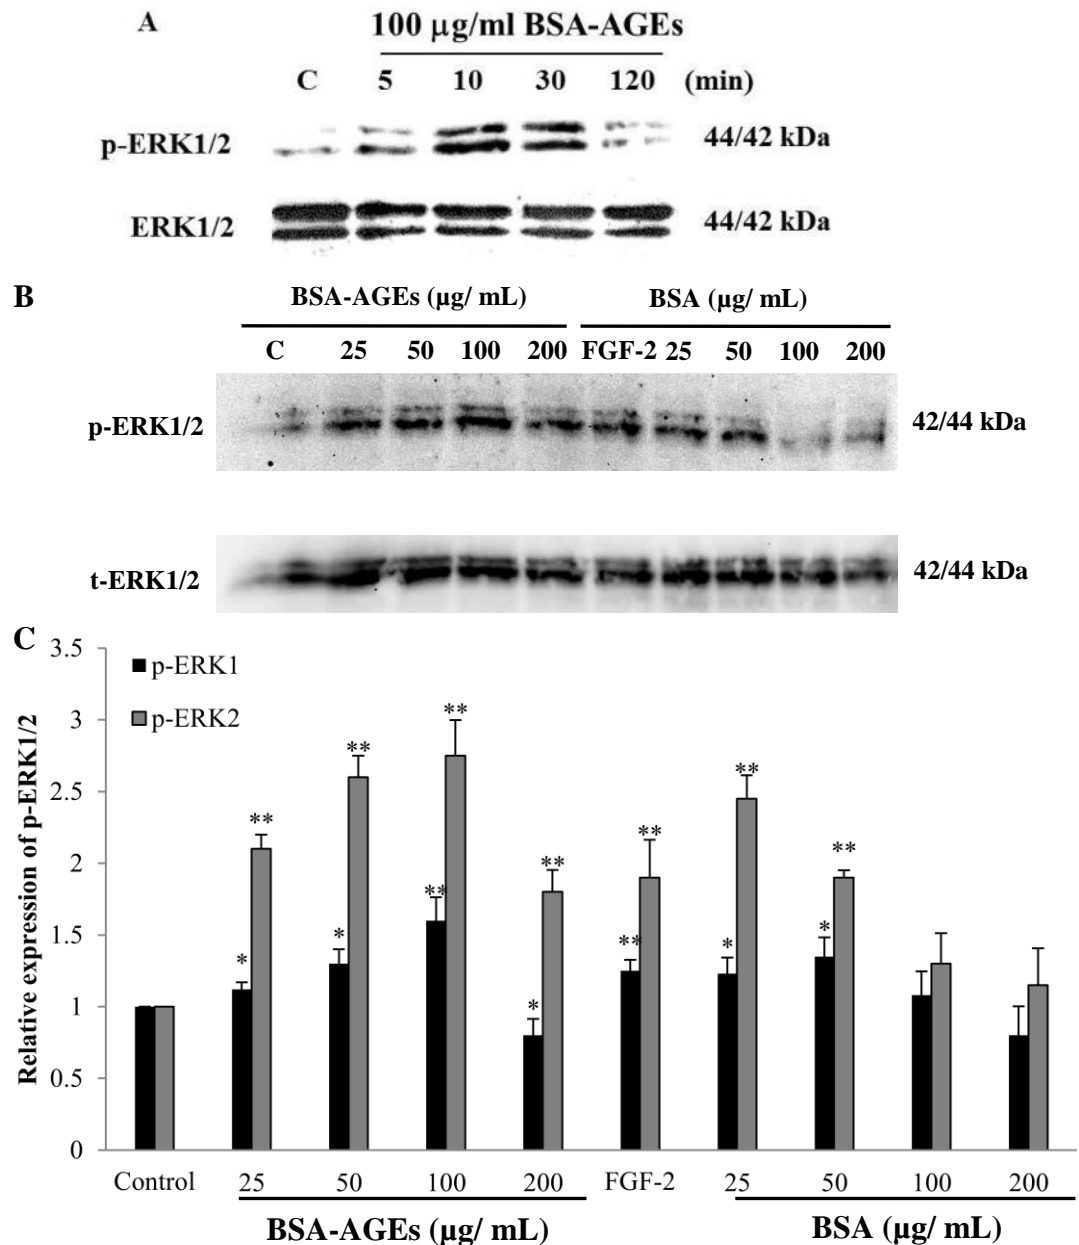 A
100 µg/ml BSA-AGEs
C 5 10 30 120 (min)
p-ERK1/2 44/42 kDa
ERK1/2 44/42 kDa
B
BSA-AGEs (µg/ mL) BSA (µg/ mL)
C 25 50 100 200 FGF-2 25 50 100 200
p-ERK1/2 42/44 kDa
t-ERK1/2 42/44 kDa
C
Relative expression of p-ERK1/2
3.5
3
2.5
2
1.5
1
0.5
0
p-ERK1
p-ERK2
** ** ** ** ** ** **
* * ** * ** * *
Control 25 50 100 200 FGF-2 25 50 100 200
BSA-AGEs (µg/ mL) BSA (µg/ mL)